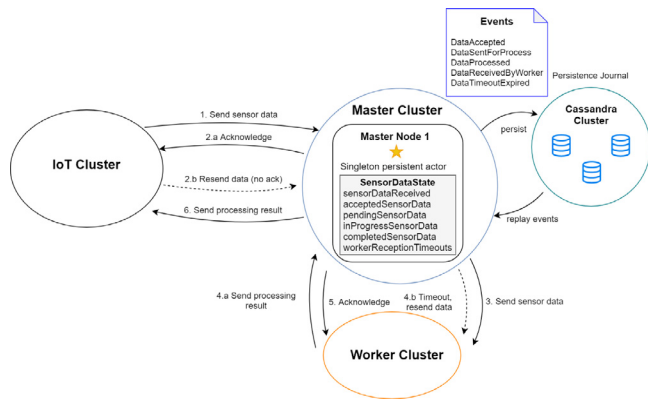 Events
DataAccepted
DataSentForProcess
DataProcessed
DataReceivedByWorker
DataTimeoutExpired
Persistence Journal
Cassandra
Cluster
persist
replay events
Master Cluster
Master Node 1
Singleton persistent actor
SensorDataState
sensorDataReceived
acceptedSensorData
pendingSensorData
inProgressSensorData
completedSensorData
workerReceptionTimeouts
1. Send sensor data
2.a Acknowledge
IoT Cluster
2.b Resend data (no ack)
6. Send processing result
4.a Send processing
result
5. Acknowledge
4.b Timeout,
resend data
3. Send sensor data
Worker Cluster